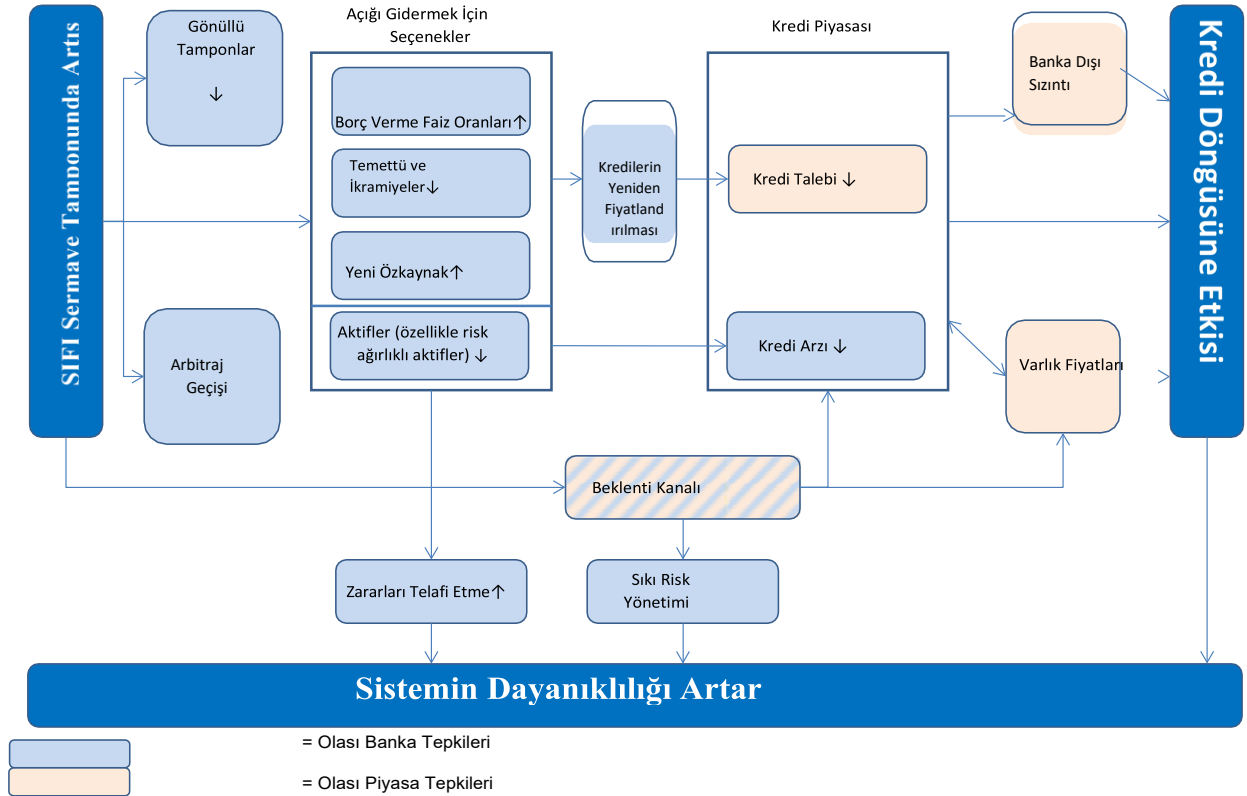 SIFI Sermaye Tamponunda Artış
Gönüllü
Tamponlar
↓
Arbitraj
Geçişi
Açığı Gidermek İçin
Seçenekler
Borç Verme Faiz Oranları↑
Temettü ve
İkramiyeler↓
Yeni Özkaynak↑
Aktifler (özellikle risk
ağırlıklı aktifler) ↓
Kredilerin
Yeniden
Fiyatland
ırılması
Kredi Piyasası
Kredi Talebi ↓
Kredi Arzı ↓
Banka Dışı
Sızıntı
Varlık Fiyatları
Kredi Döngüsüne Etkisi
Beklenti Kanalı
Zararları Telafi Etme↑
Sıkı Risk
Yönetimi
Sistemin Dayanıklılığı Artar
= Olası Banka Tepkileri
= Olası Piyasa Tepkileri